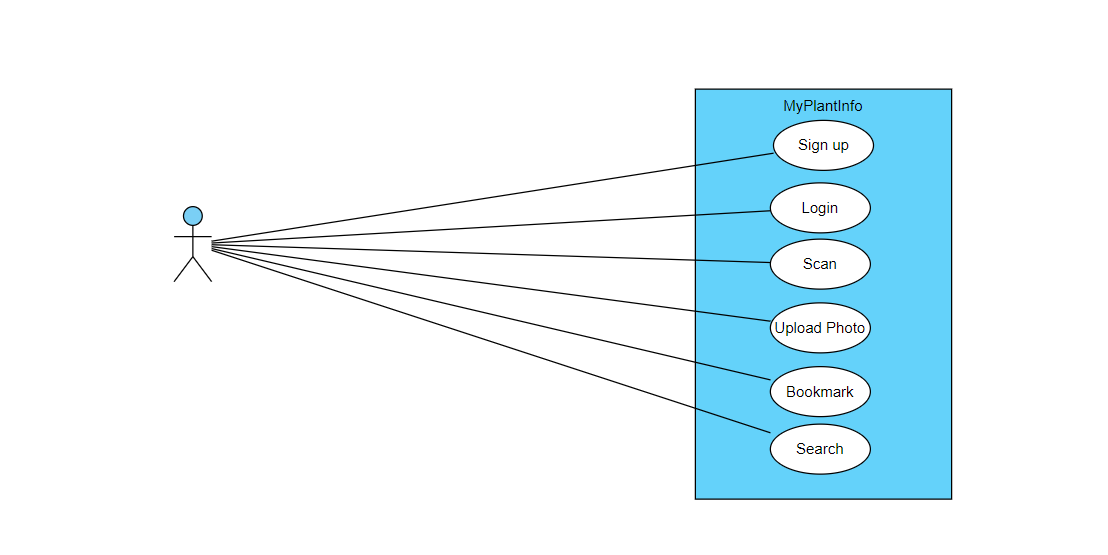 MyPlantInfo
Sign up
Login
Scan
Upload Photo
Bookmark
Search